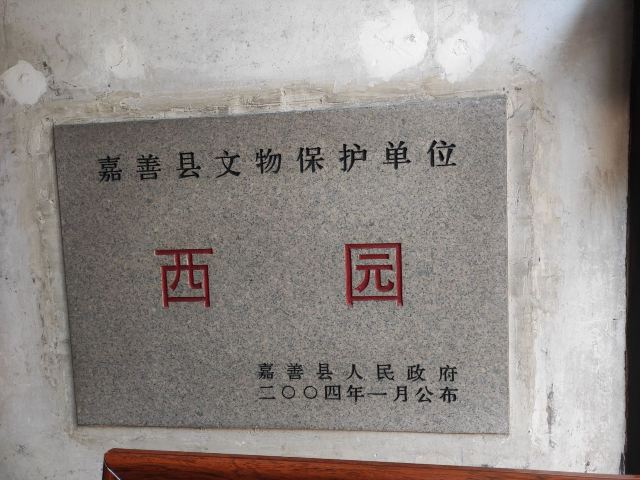 嘉善县文物保护单位
西园
嘉善县人民政府
二〇〇四年一月公布